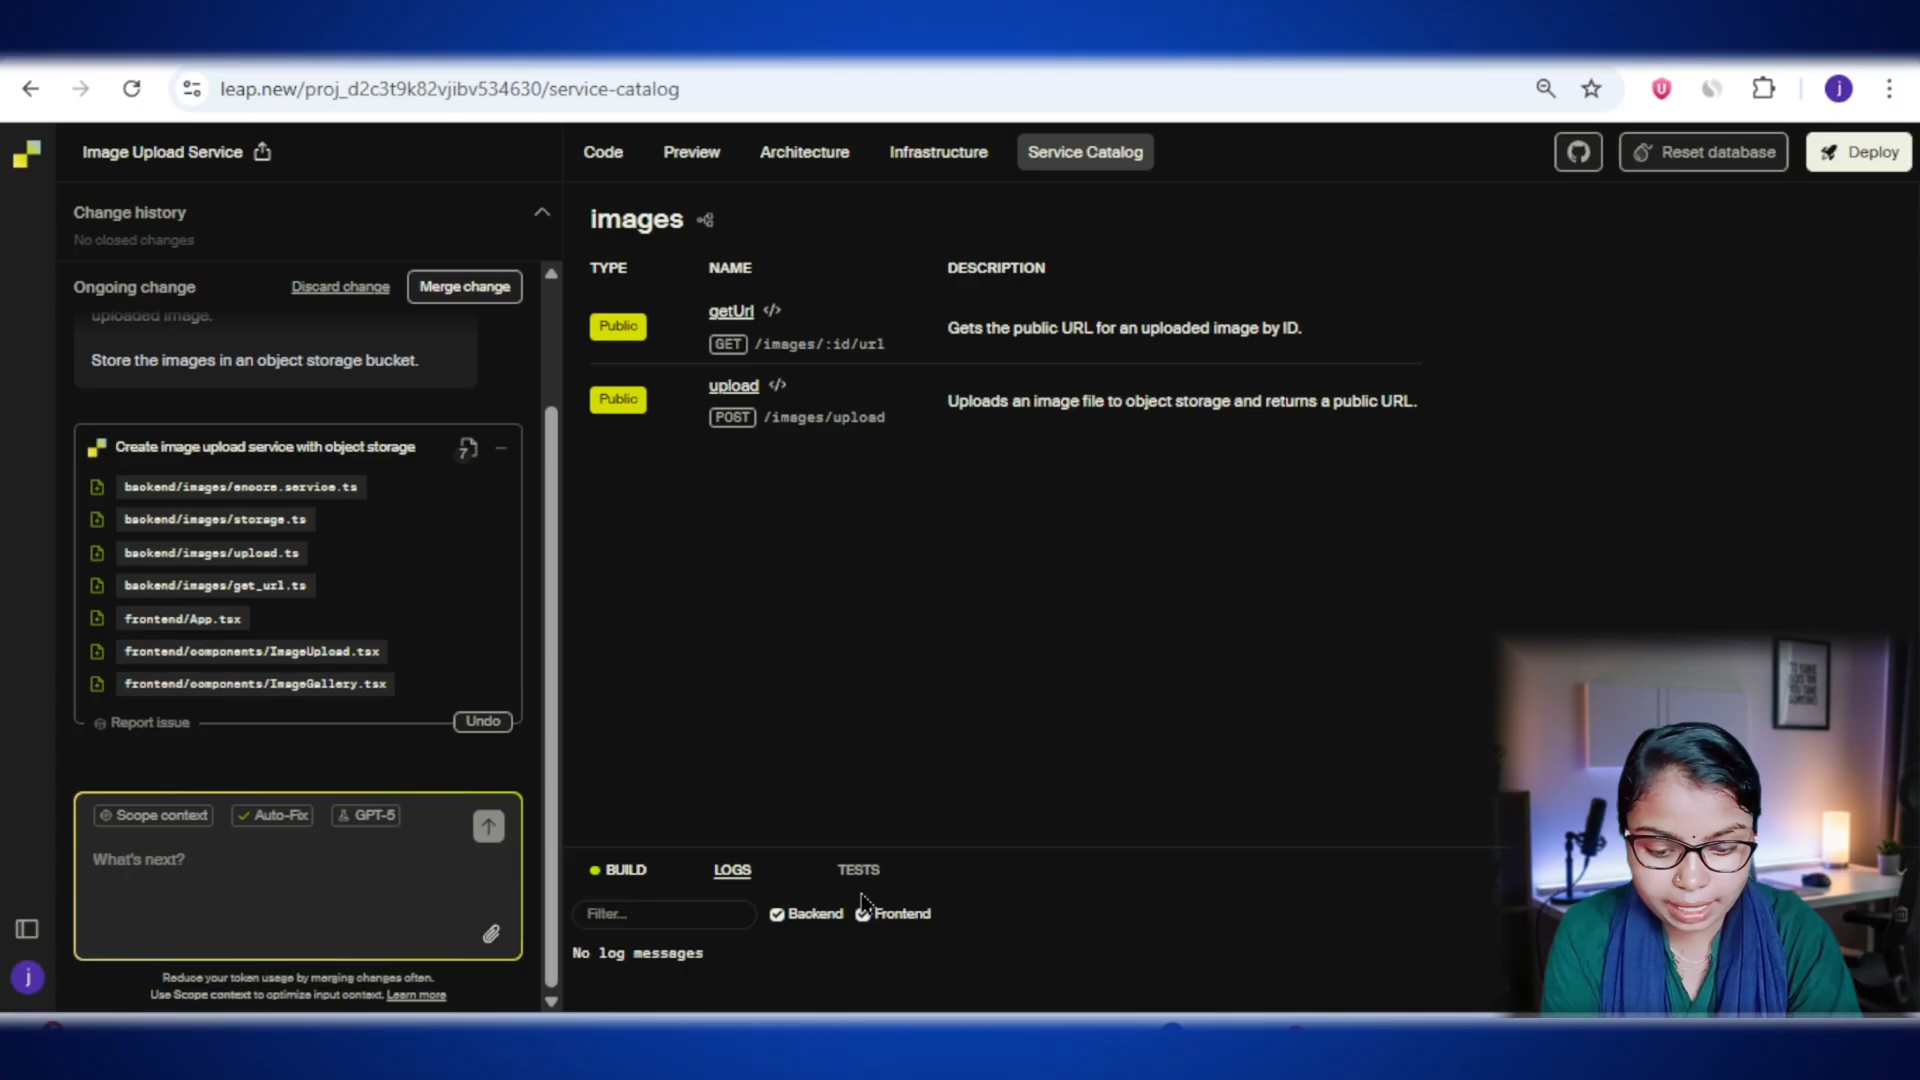 leap.new/proj_d2c3t9k82vjibv534630/service-catalog
j
Image Upload Service
Code
Preview
Architecture
Infrastructure
Service Catalog
Reset database
Deploy
Change history
No closed changes
Ongoing change
Discard change
Merge change
uploaded image.
Store the images in an object storage bucket.
Create image upload service with object storage
7
backend/images/encore.service.ts
backend/images/storage.ts
backend/images/upload.ts
backend/images/get_url.ts
frontend/App.tsx
frontend/components/ImageUpload.tsx
frontend/components/ImageGallery.tsx
Report issue
Undo
Scope context
Auto-Fix
GPT-5
What's next?
Reduce your token usage by merging changes often.
Use Scope context to optimize input context. Learn more
j
images
TYPE
NAME
DESCRIPTION
Public
getUrl </>
GET /images/:id/url
Gets the public URL for an uploaded image by ID.
Public
upload </>
POST /images/upload
Uploads an image file to object storage and returns a public URL.
BUILD
LOGS
TESTS
Filter...
Backend
Frontend
No log messages